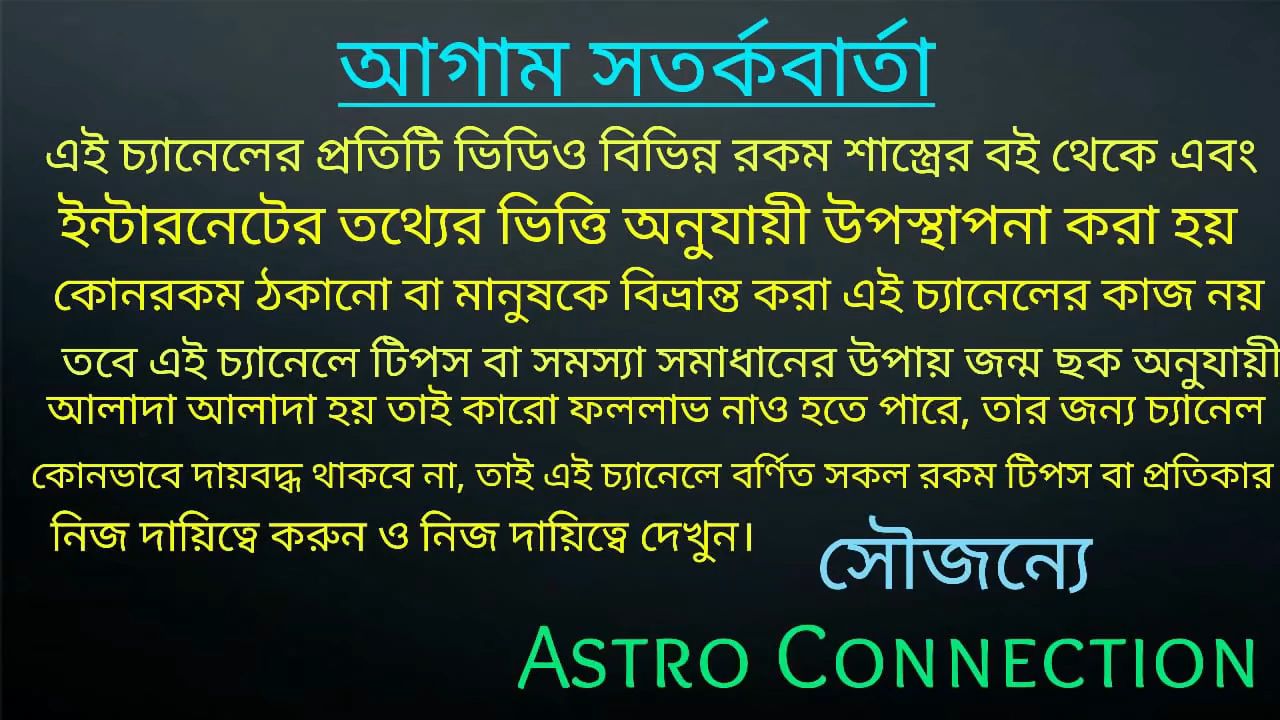 আগাম সতর্কবার্তা
এই চ্যানেলের প্রতিটি ভিডিও বিভিন্ন রকম শাস্ত্রের বই থেকে এবং
ইন্টারনেটের তথ্যের ভিত্তি অনুযায়ী উপস্থাপনা করা হয়
কোনরকম ঠকানো বা মানুষকে বিভ্রান্ত করা এই চ্যানেলের কাজ নয়
তবে এই চ্যানেলে টিপস বা সমস্যা সমাধানের উপায় জন্ম ছক অনুযায়ী
আলাদা আলাদা হয় তাই কারো ফললাভ নাও হতে পারে, তার জন্য চ্যানেল
কোনভাবে দায়বদ্ধ থাকবে না, তাই এই চ্যানেলে বর্ণিত সকল রকম টিপস বা প্রতিকার
নিজ দায়িত্বে করুন ও নিজ দায়িত্বে দেখুন।
সৌজন্যে
Astro Connection